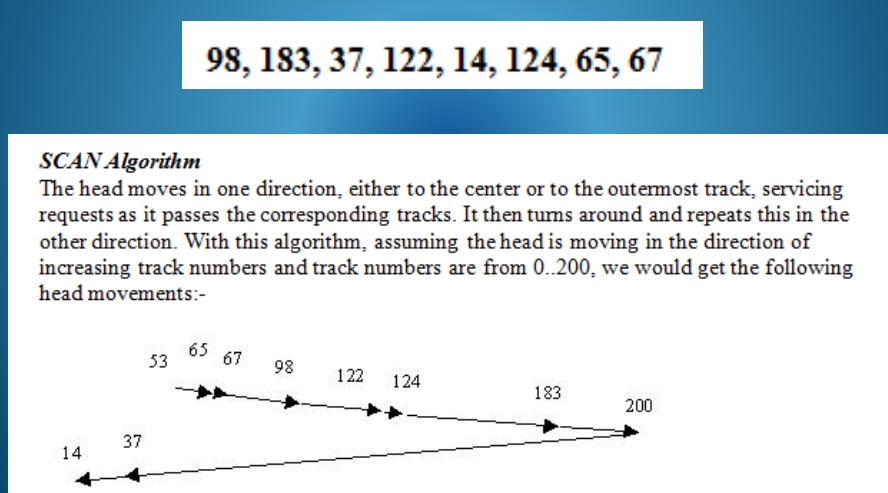 98, 183, 37, 122, 14, 124, 65, 67
SCAN Algorithm
The head moves in one direction, either to the center or to the outermost track, servicing
requests as it passes the corresponding tracks. It then turns around and repeats this in the
other direction. With this algorithm, assuming the head is moving in the direction of
increasing track numbers and track numbers are from 0..200, we would get the following
head movements:-
53 65 67 98 122 124 183 200
14 37